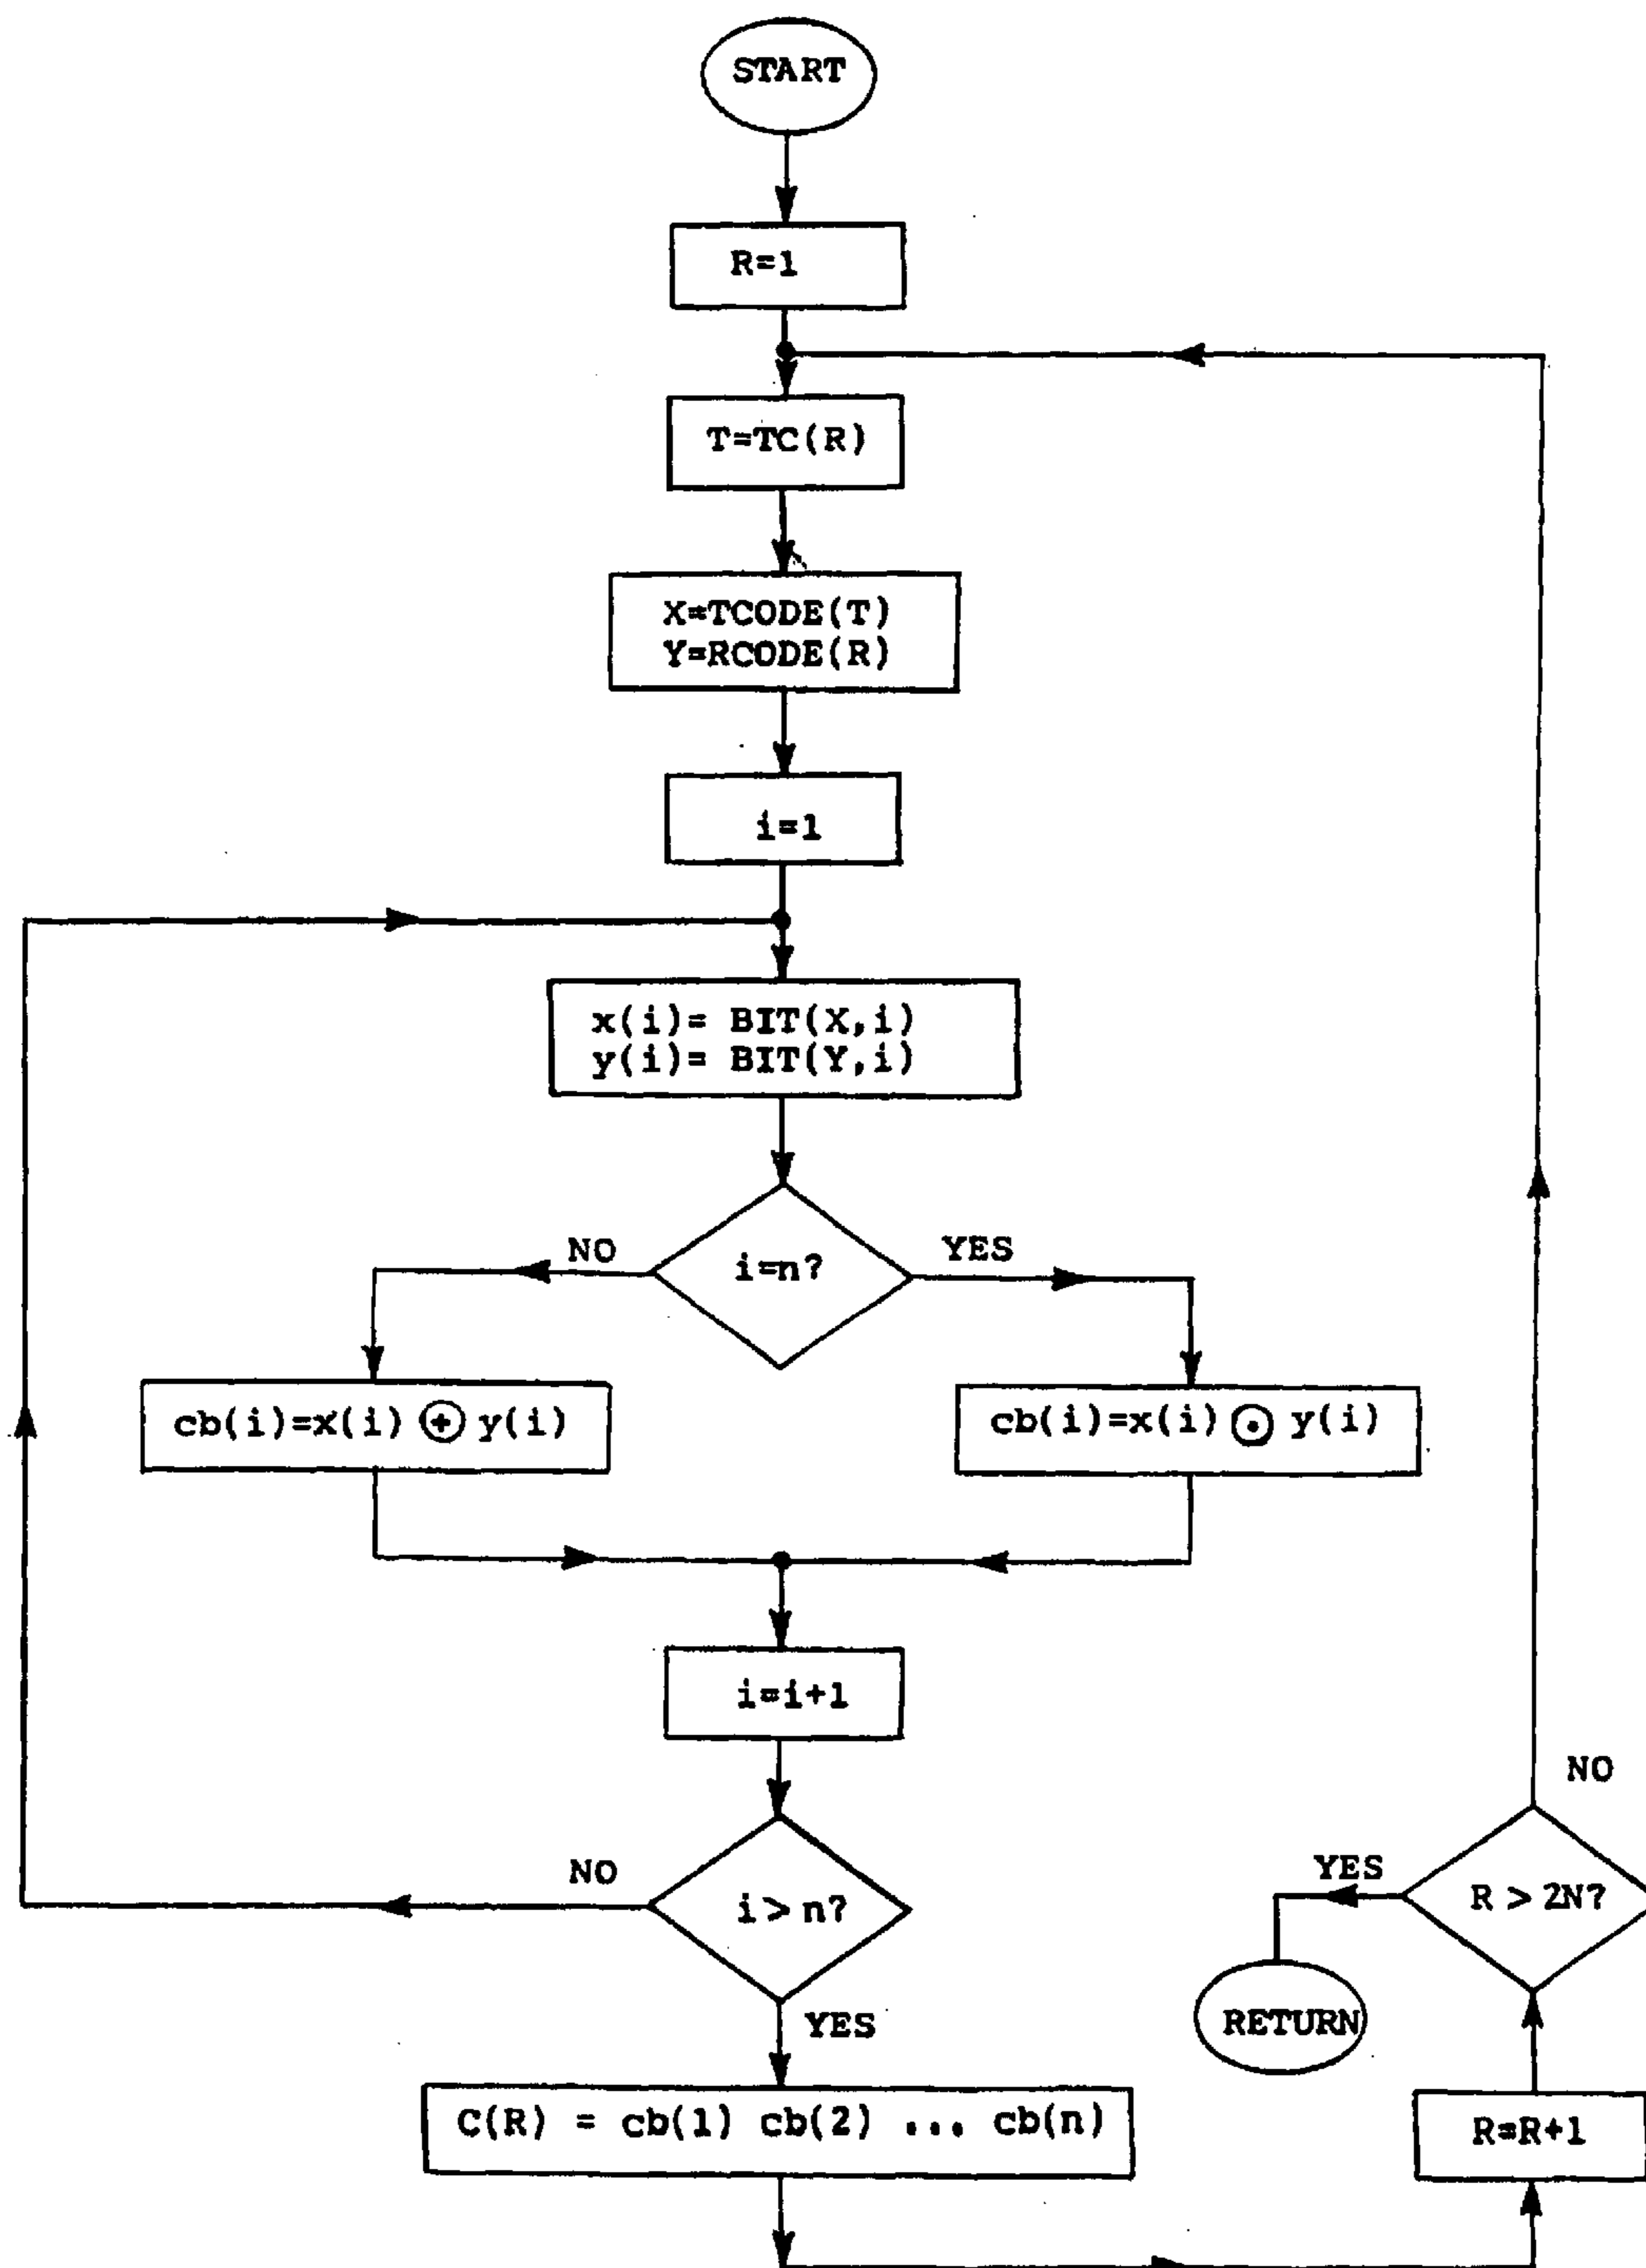 START
R=1
T=TC(R)
X=TCODE(T)
Y=RCODE(R)
i=1
x(i)= BIT(X,i)
y(i)= BIT(Y,i)
NO
i=n?
YES
cb(i)=x(i) ⊕ y(i)
cb(i)=x(i) ⊙ y(i)
i=i+1
NO
i > n?
YES
C(R) = cb(1) cb(2) ... cb(n)
R=R+1
R > 2N?
NO
YES
RETURN